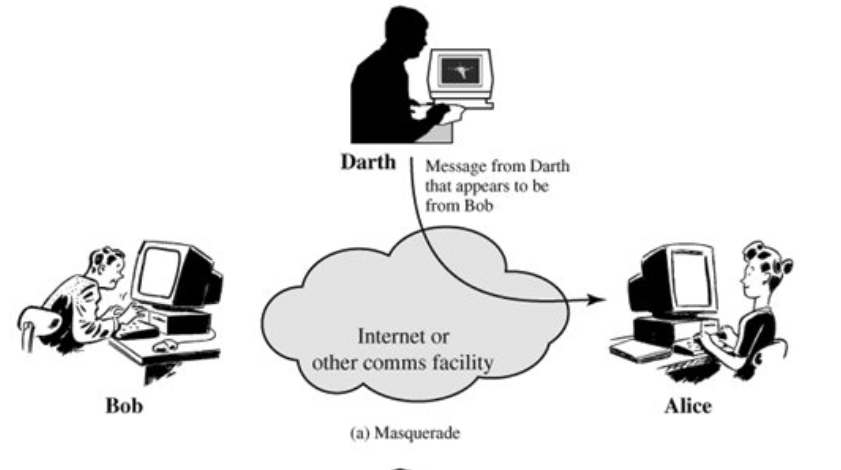 Darth
Message from Darth
that appears to be
from Bob
Internet or
other comms facility
Bob
Alice
(a) Masquerade